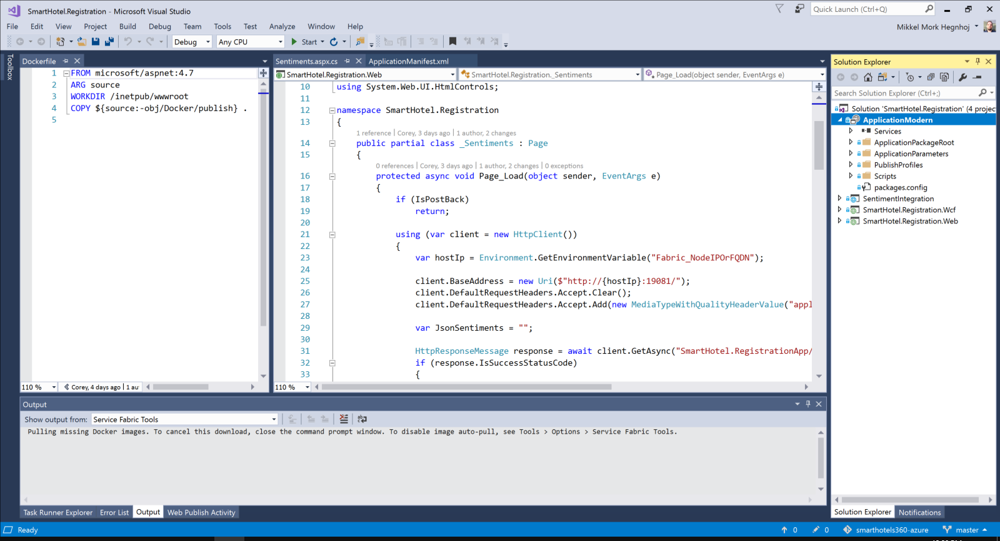 SmartHotel.Registration - Microsoft Visual Studio
Quick Launch (Ctrl+Q)
File Edit View Project Build Debug Team Tools Test Analyze Window Help
Mikkel Mork Hegnhoj
Debug Any CPU Start
Toolbox
Dockerfile
1 FROM microsoft/aspnet:4.7
2 ARG source
3 WORKDIR /inetpub/wwwroot
4 COPY ${source:-obj/Docker/publish} .
5
110 % Corey, 4 days ago | 1 au
Sentiments.aspx.cs ApplicationManifest.xml
SmartHotel.Registration.Web SmartHotel.Registration._Sentiments Page_Load(object sender, EventArgs e)
10 using System.Web.UI.HtmlControls;
11
12 namespace SmartHotel.Registration
13 {
1 reference | Corey, 3 days ago | 1 author, 2 changes
14 public partial class _Sentiments : Page
15 {
0 references | Corey, 3 days ago | 1 author, 2 changes | 0 exceptions
16 protected async void Page_Load(object sender, EventArgs e)
17 {
18 if (IsPostBack)
19 return;
20
21 using (var client = new HttpClient())
22 {
23 var hostIp = Environment.GetEnvironmentVariable("Fabric_NodeIPOrFQDN");
24
25 client.BaseAddress = new Uri($"http://{hostIp}:19081/");
26 client.DefaultRequestHeaders.Accept.Clear();
27 client.DefaultRequestHeaders.Accept.Add(new MediaTypeWithQualityHeaderValue("appl
28
29 var JsonSentiments = "";
30
31 HttpResponseMessage response = await client.GetAsync("SmartHotel.RegistrationApp/
32 if (response.IsSuccessStatusCode)
33 {
110 %
Solution Explorer
Search Solution Explorer (Ctrl+;)
Solution 'SmartHotel.Registration' (4 projec
ApplicationModern
Services
ApplicationPackageRoot
ApplicationParameters
PublishProfiles
Scripts
packages.config
SentimentIntegration
SmartHotel.Registration.Wcf
SmartHotel.Registration.Web
Solution Explorer Notifications
Output
Show output from: Service Fabric Tools
Pulling missing Docker images. To cancel this download, close the command prompt window. To disable image auto-pull, see Tools > Options > Service Fabric Tools.
Task Runner Explorer Error List Output Web Publish Activity
Ready 0 0 smarthotels360-azure master